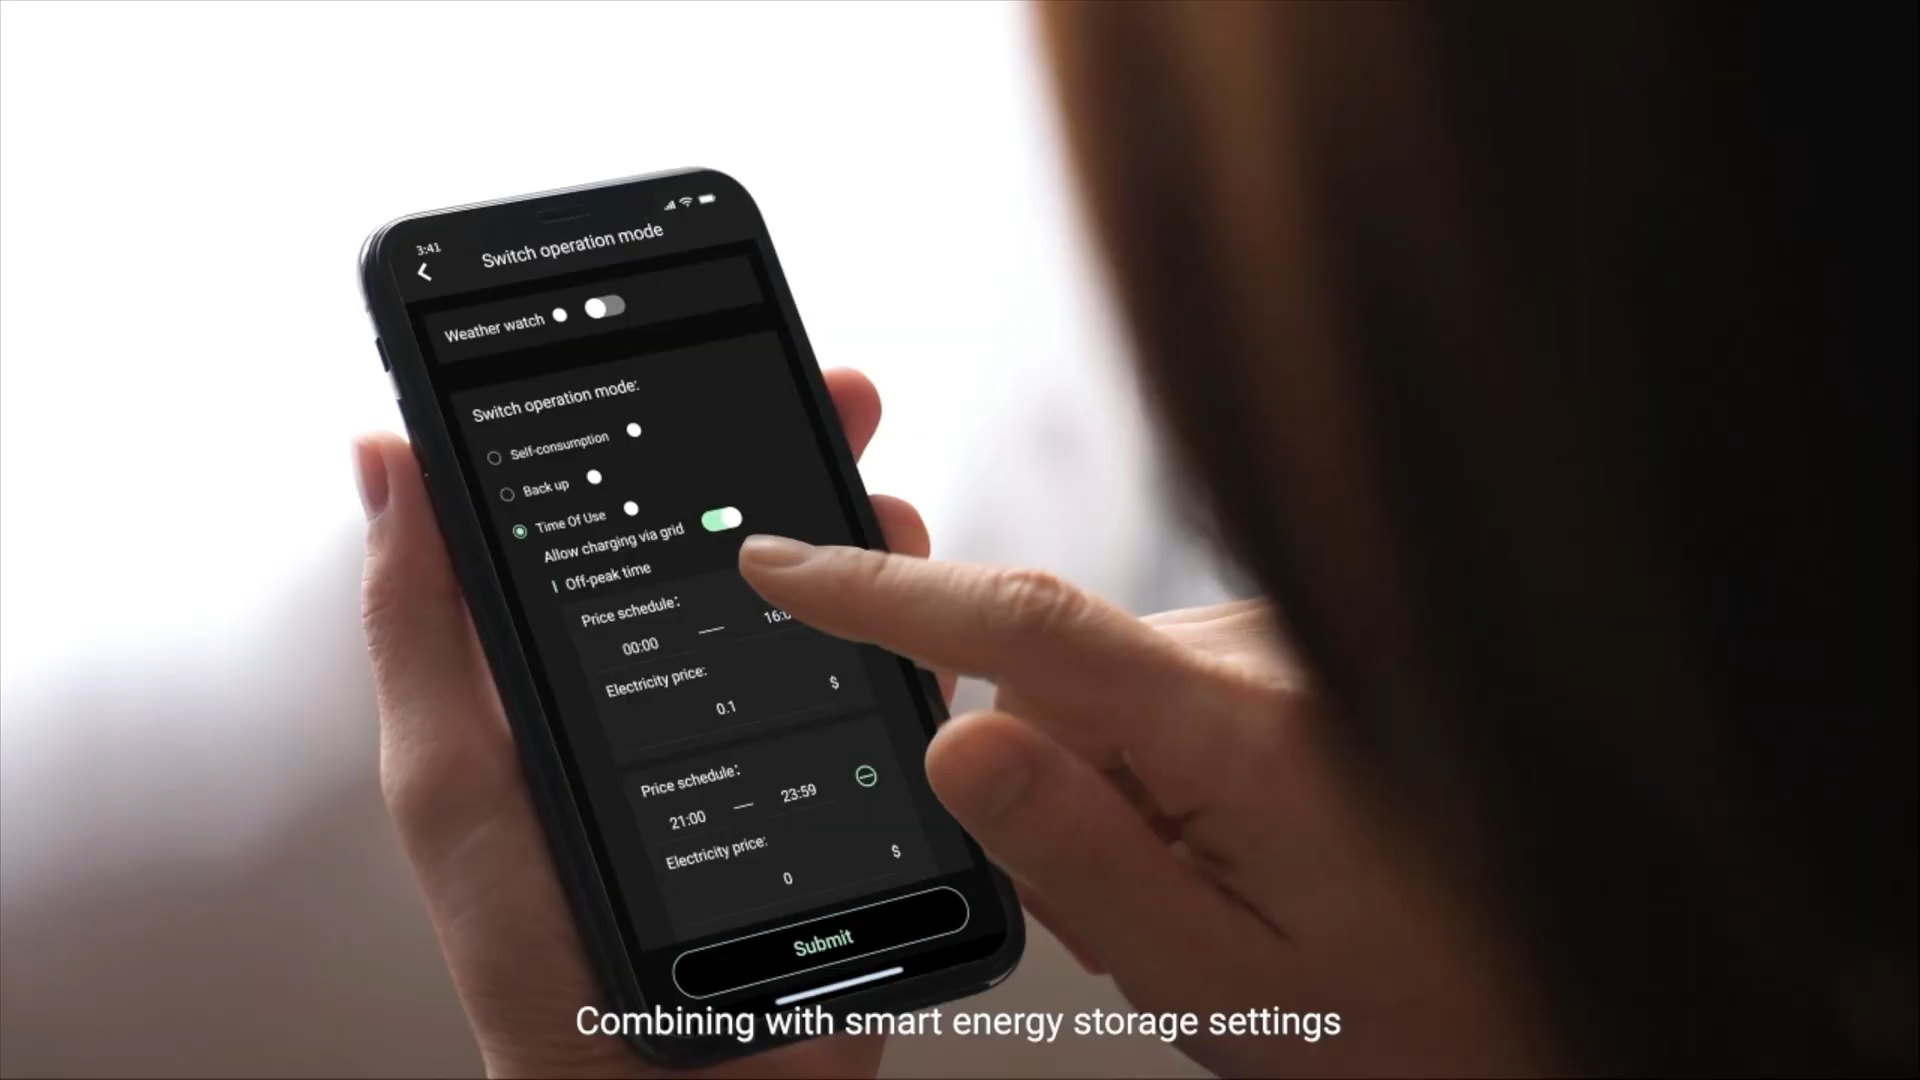 3:41
Switch operation mode
Weather watch
Switch operation mode:
Self-consumption
Back up
Time Of Use
Allow charging via grid
Off-peak time
Price schedule:
00:00 —
Electricity price:
0.1 $
Price schedule:
21:00 — 23:59
Electricity price:
0 $
Submit
Combining with smart energy storage settings